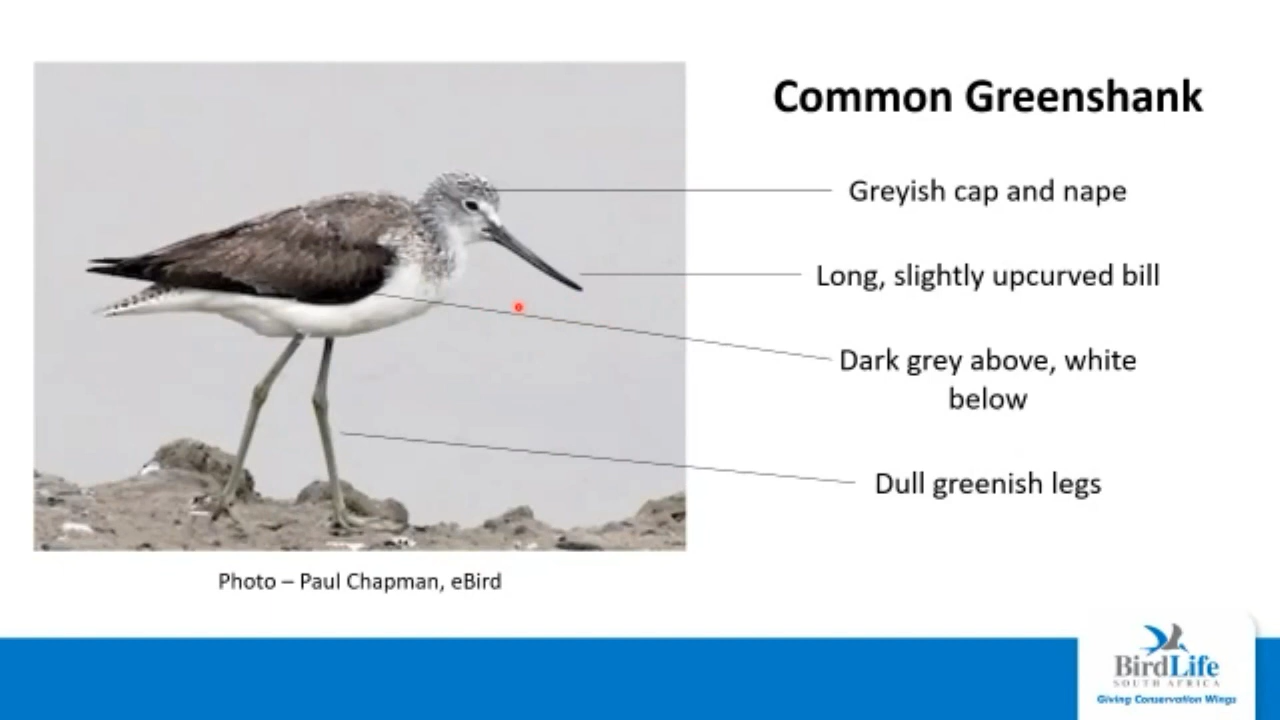 Common Greenshank
Greyish cap and nape
Long, slightly upcurved bill
Dark grey above, white
below
Dull greenish legs
Photo – Paul Chapman, eBird
BirdLife
SOUTH AFRICA
Giving Conservation Wings